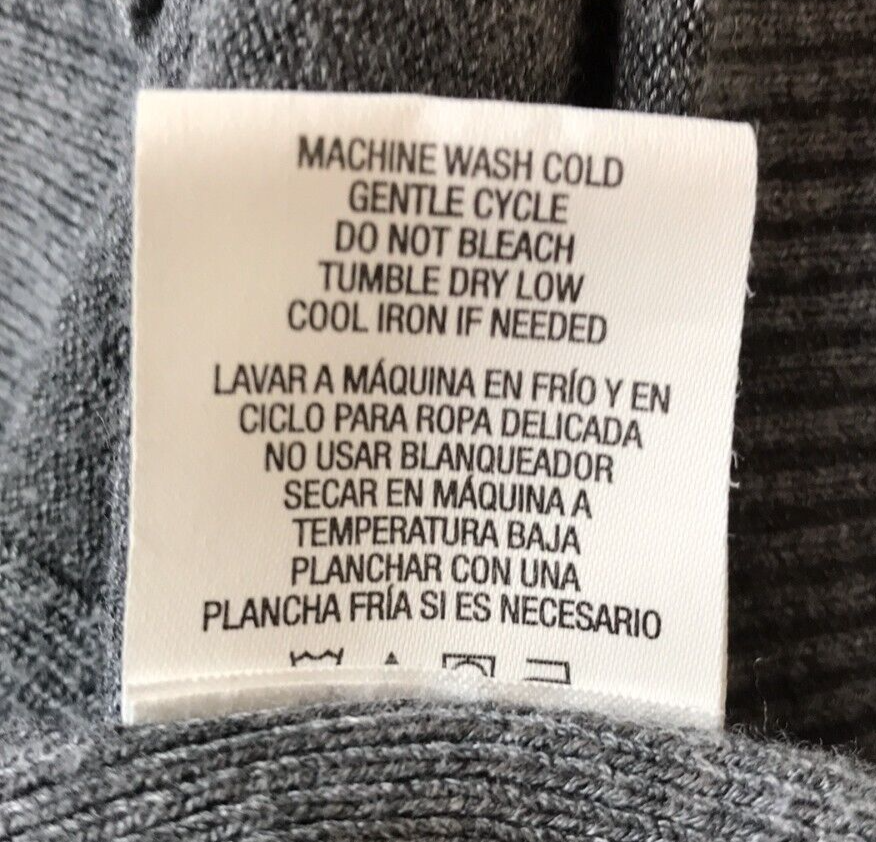 MACHINE WASH COLD
GENTLE CYCLE
DO NOT BLEACH
TUMBLE DRY LOW
COOL IRON IF NEEDED
LAVAR A MÁQUINA EN FRÍO Y EN
CICLO PARA ROPA DELICADA
NO USAR BLANQUEADOR
SECAR EN MÁQUINA A
TEMPERATURA BAJA
PLANCHAR CON UNA
PLANCHA FRÍA SI ES NECESARIO